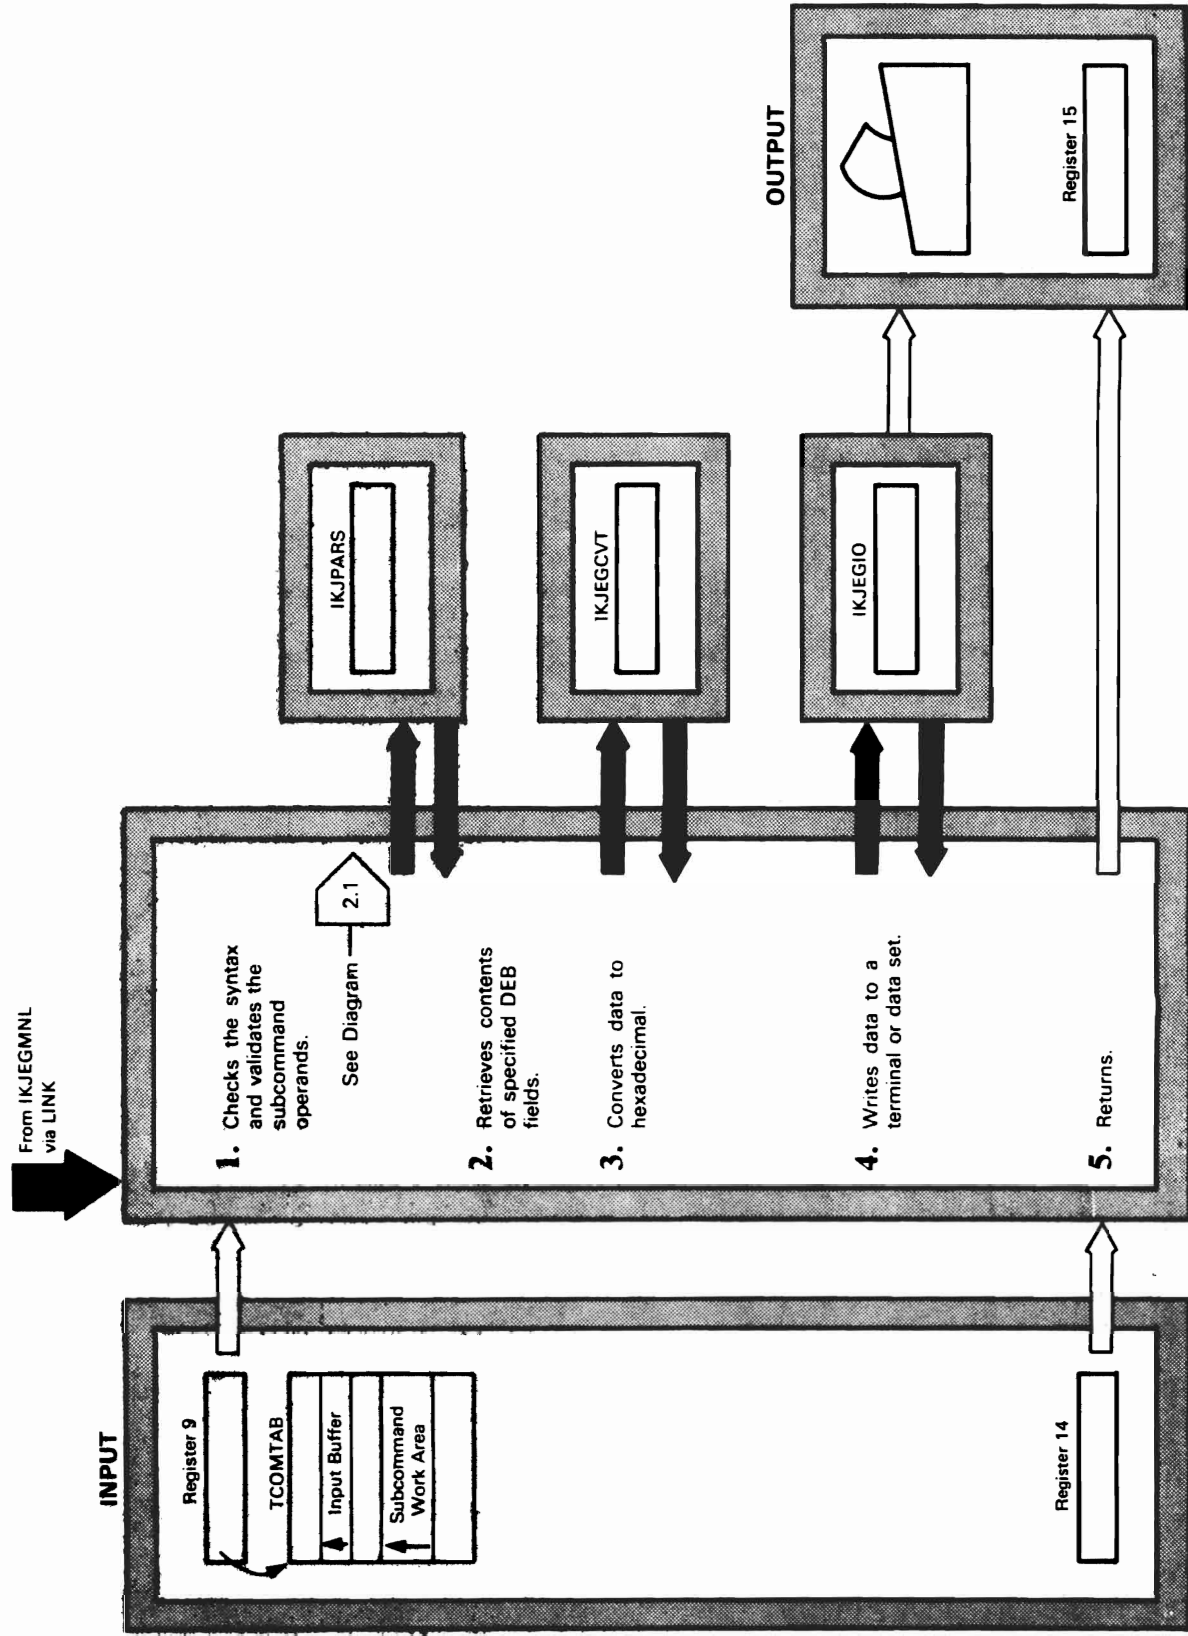 From IKJEGMNL
via LINK
INPUT
Register 9
TCOMTAB
Input Buffer
Subcommand
Work Area
Register 14
1. Checks the syntax
and validates the
subcommand
operands.
See Diagram
2.1
2. Retrieves contents
of specified DEB
fields.
3. Converts data to
hexadecimal.
4. Writes data to a
terminal or data set.
5. Returns.
IKJPARS
IKJEGCVT
IKJEGIO
OUTPUT
Register 15